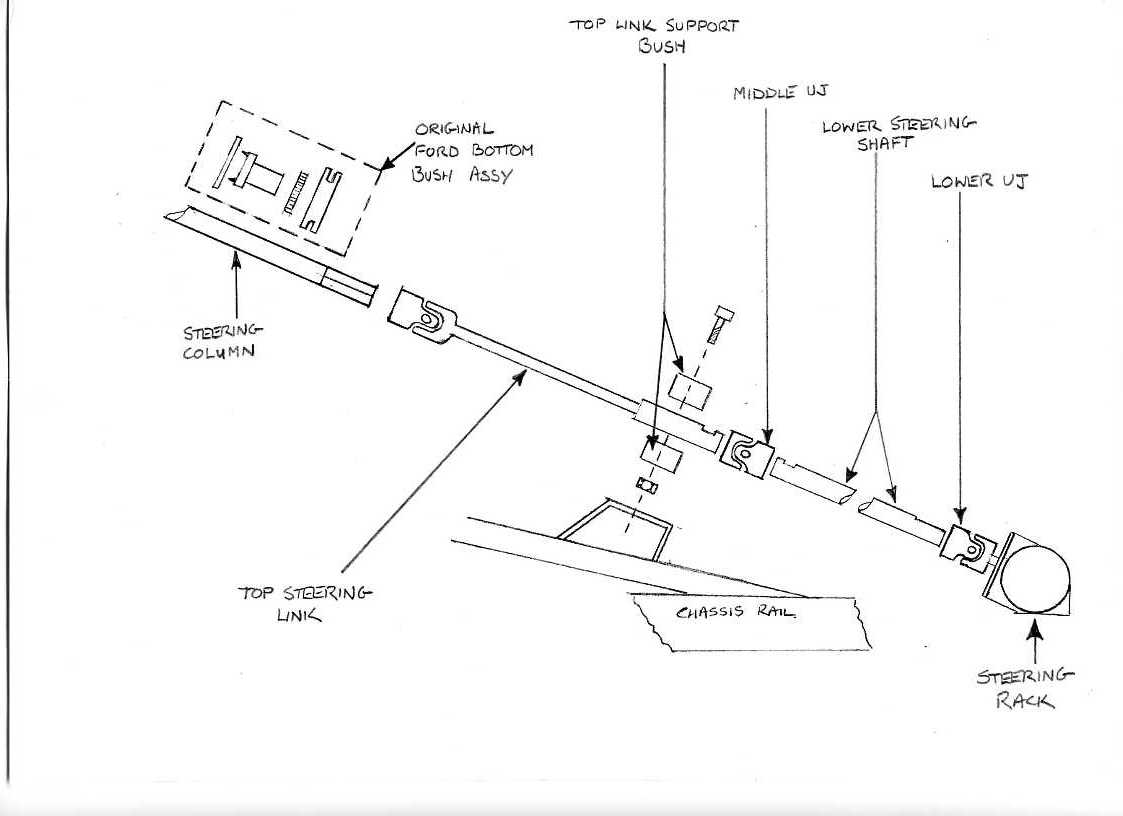 TOP LINK SUPPORT
BUSH
MIDDLE UJ
LOWER STEERING
SHAFT
LOWER UJ
ORIGINAL
FORD BOTTOM
BUSH ASSY
STEERING
COLUMN
TOP STEERING
LINK
CHASSIS RAIL.
STEERING
RACK